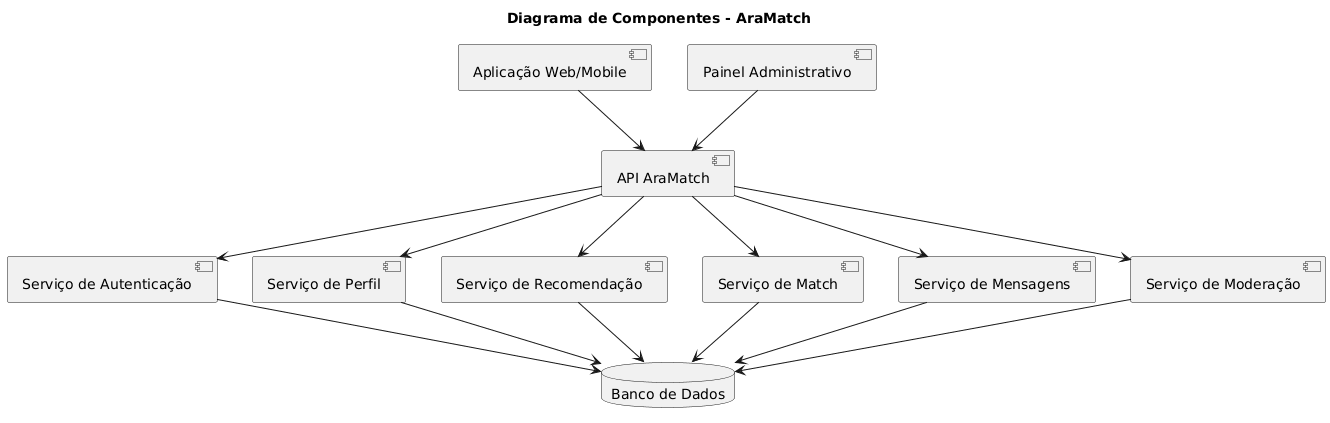 Diagrama de Componentes - AraMatch
Aplicação Web/Mobile
Painel Administrativo
API AraMatch
Serviço de Autenticação
Serviço de Perfil
Serviço de Recomendação
Serviço de Match
Serviço de Mensagens
Serviço de Moderação
Banco de Dados